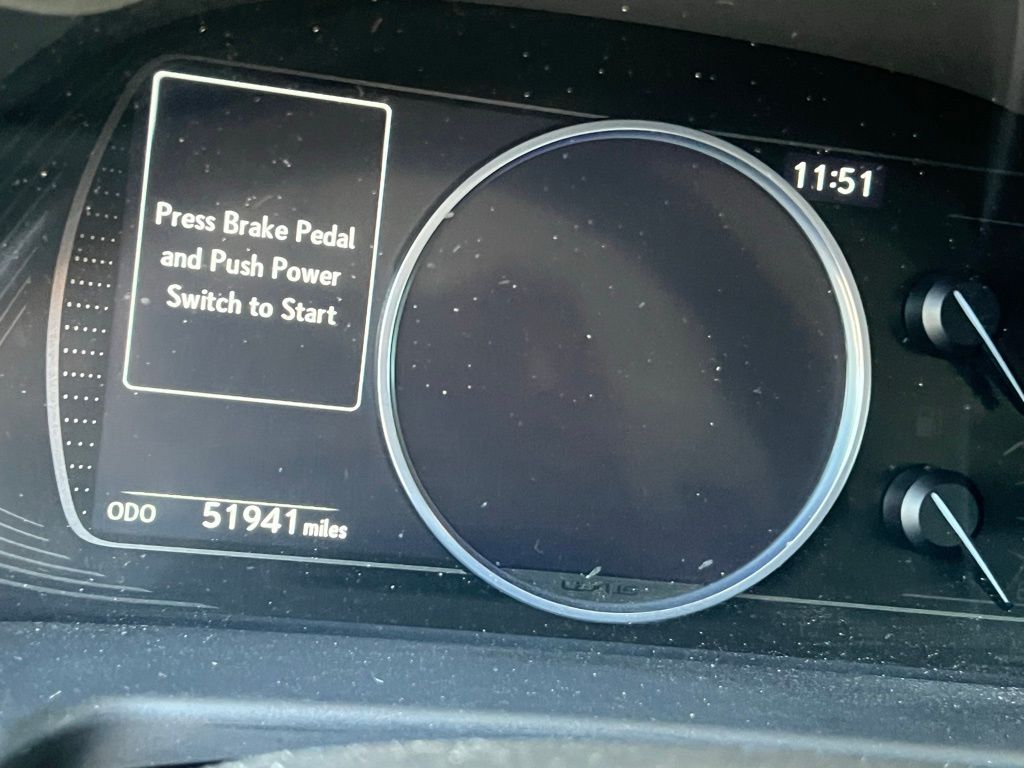 Press Brake Pedal
and Push Power
Switch to Start
11:51
ODO 51941 miles